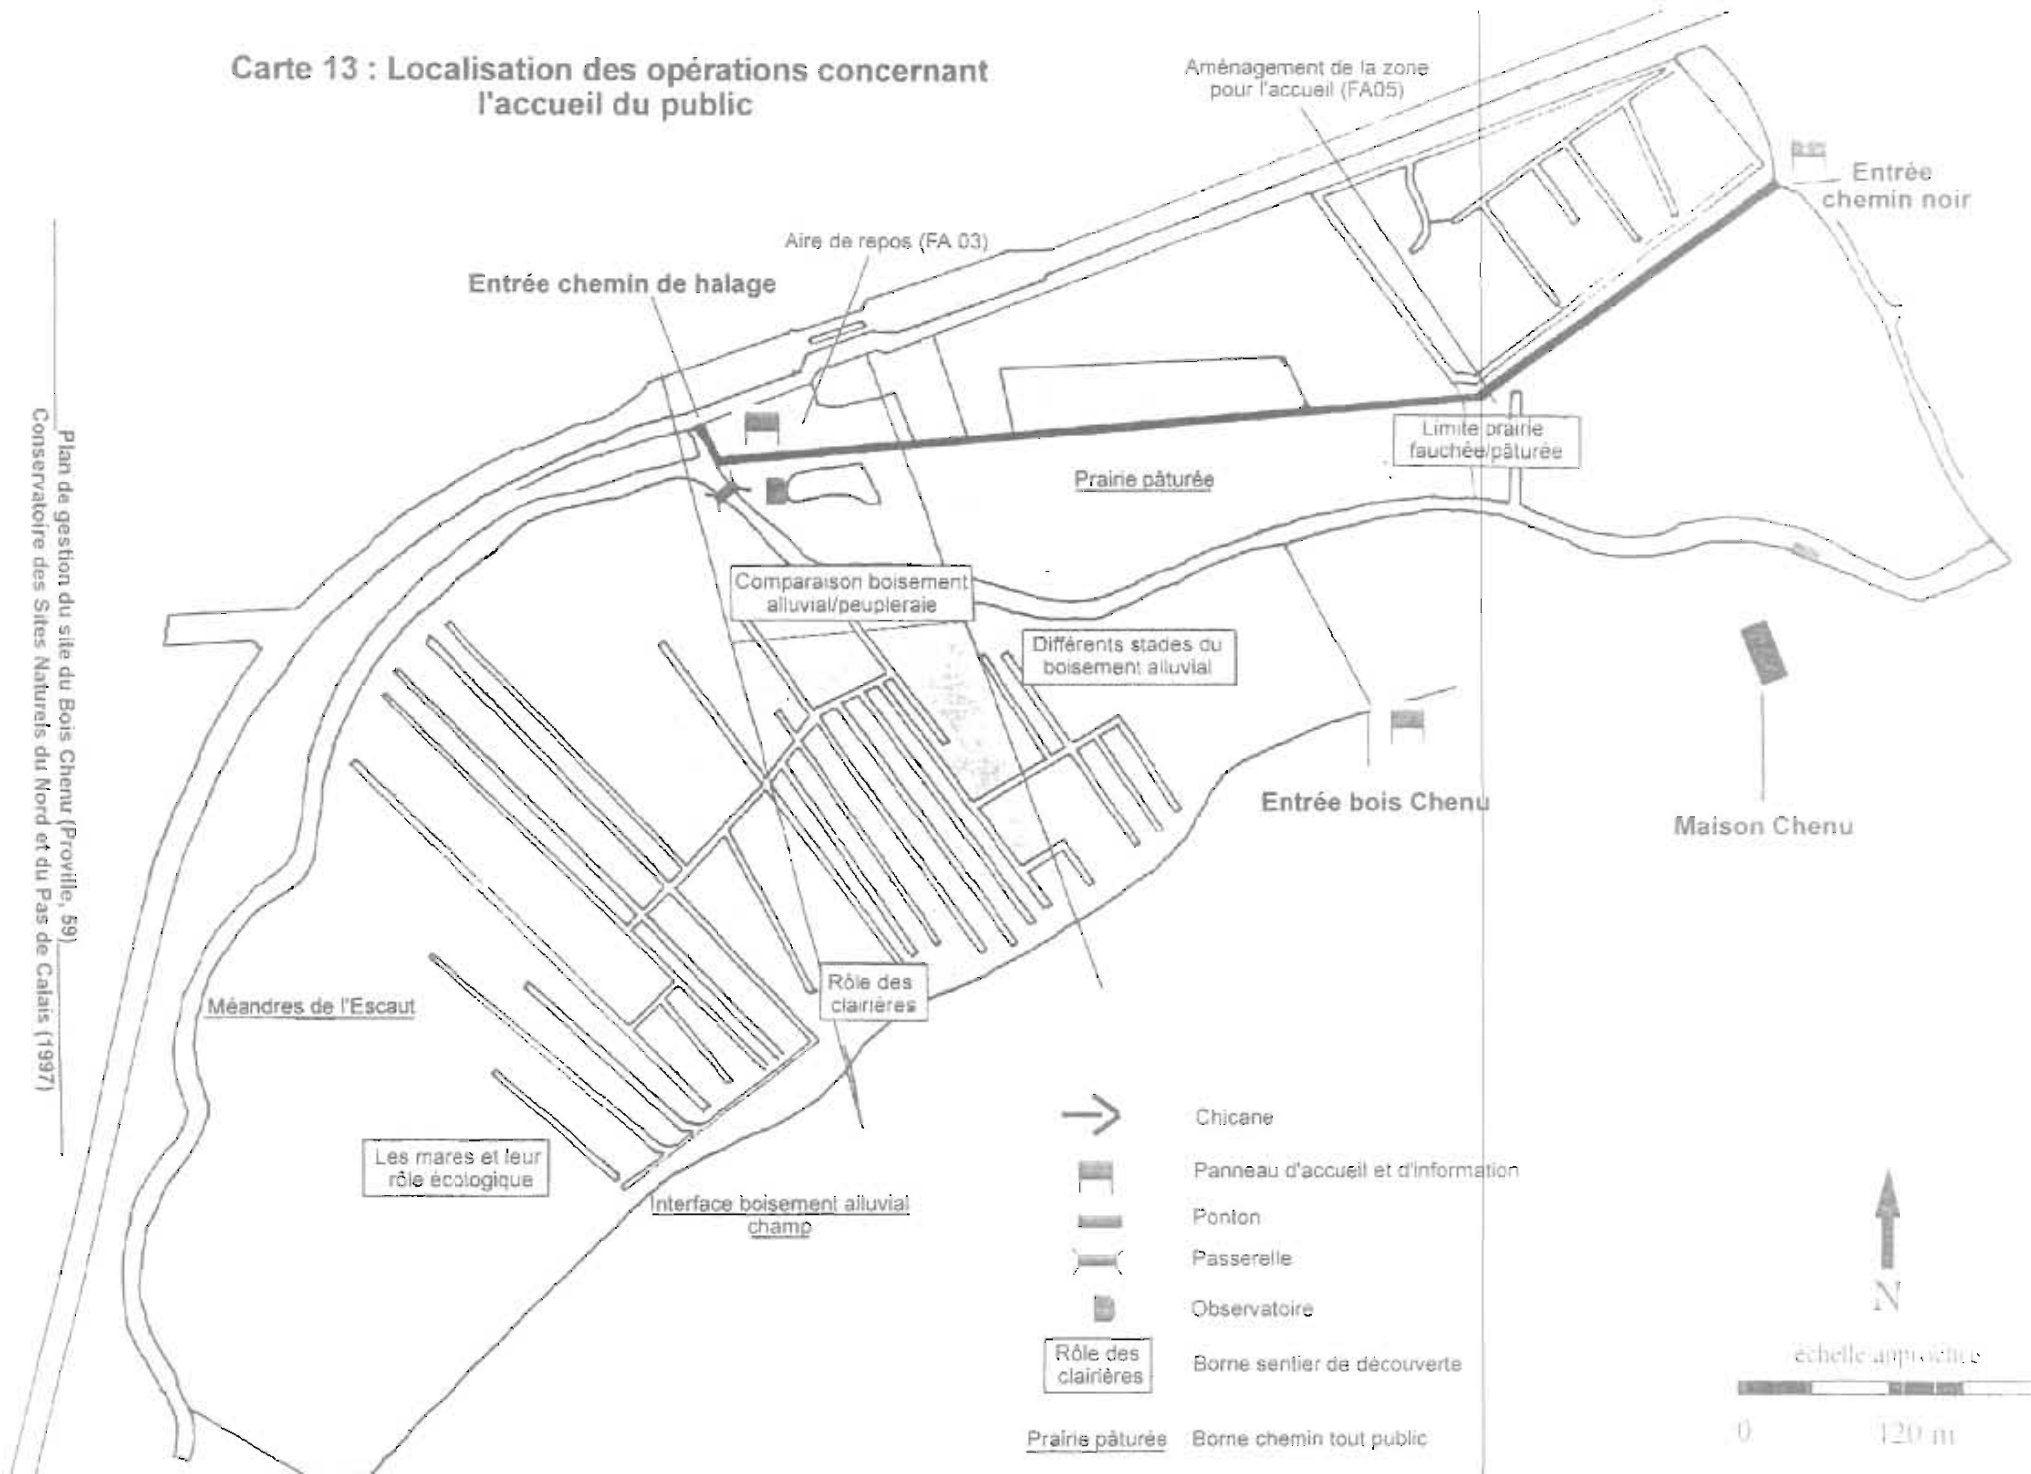 Carte 13 : Localisation des opérations concernant
l'accueil du public
Aménagement de la zone
pour l'accueil (FA05)
Entrée
chemin noir
Aire de repos (FA 03)
Entrée chemin de halage
Limite prairie
fauchée/pâturée
Prairie pâturée
Comparaison boisement
alluvial/peupleraie
Différents stades du
boisement alluvial
Entrée bois Chenu
Maison Chenu
Rôle des
clairières
Méandres de l'Escaut
Les mares et leur
rôle écologique
Interface boisement alluvial
champ
Chicane
Panneau d'accueil et d'information
Ponton
Passerelle
Observatoire
Rôle des
clairières
Borne sentier de découverte
Prairie pâturée
Borne chemin tout public
N
échelle
0 120 m
Plan de gestion du site du Bois Chenu (Proville, 59)
Conservatoire des Sites Naturels du Nord et du Pas de Calais (1997)